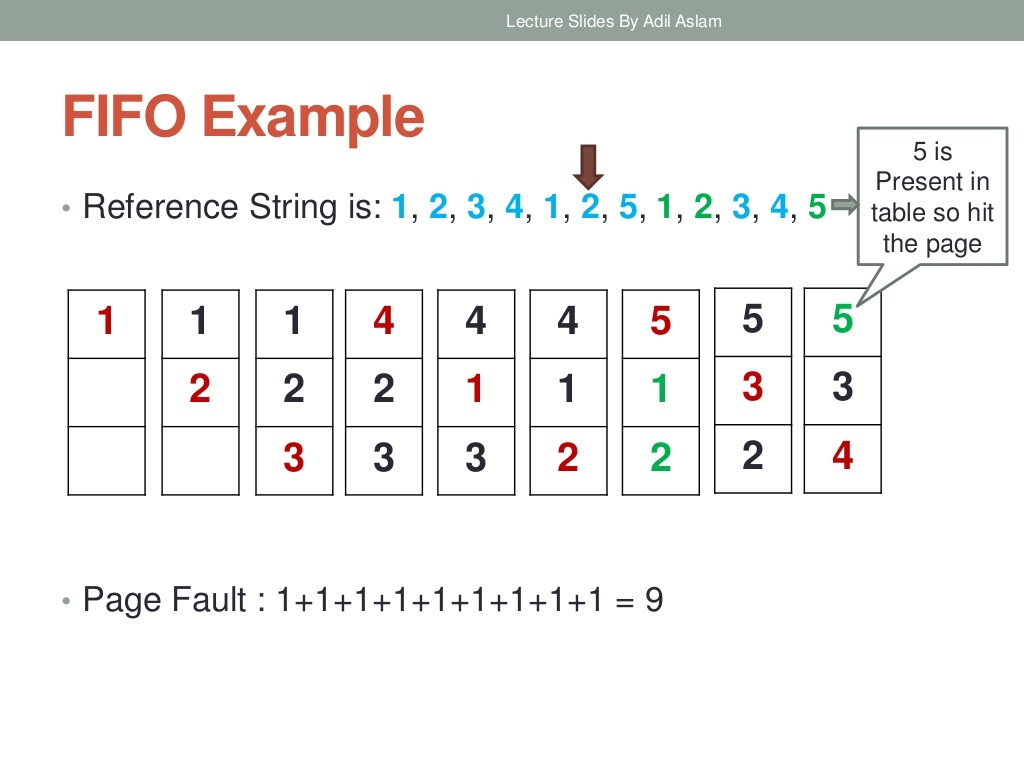 Lecture Slides By Adil Aslam
FIFO Example
• Reference String is: 1, 2, 3, 4, 1, 2, 5, 1, 2, 3, 4, 5
5 is
Present in
table so hit
the page
1 1 1 4 4 4 5 5 5
2 2 2 1 1 1 3 3
3 3 3 2 2 2 4
• Page Fault : 1+1+1+1+1+1+1+1+1 = 9